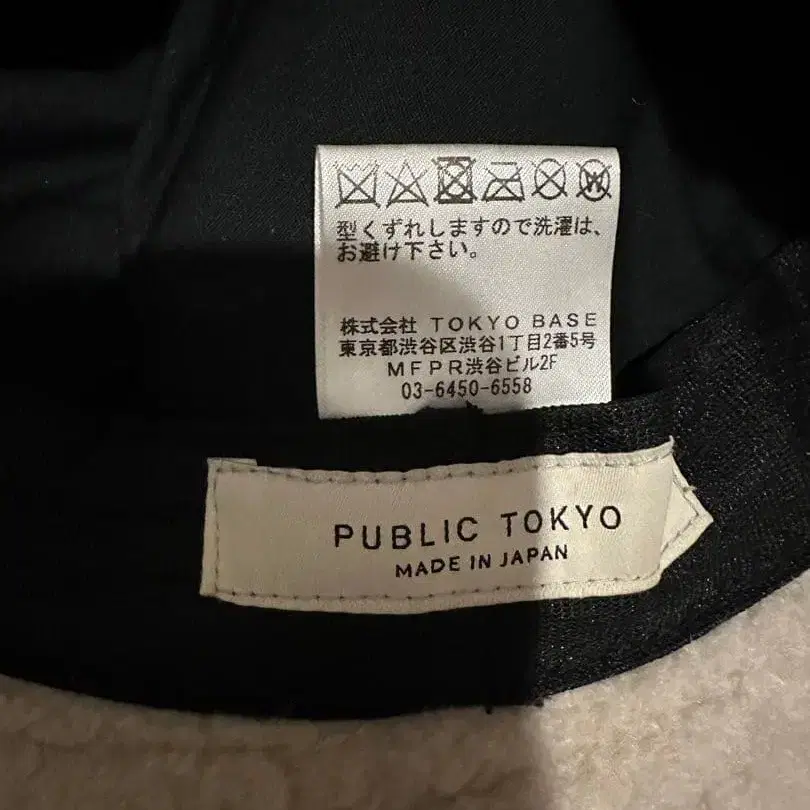 型くずれしますので洗濯は、
お避け下さい。
株式会社 TOKYO BASE
東京都渋谷区渋谷1丁目2番5号
MFPR渋谷ビル2F
03-6450-6558
PUBLIC TOKYO
MADE IN JAPAN